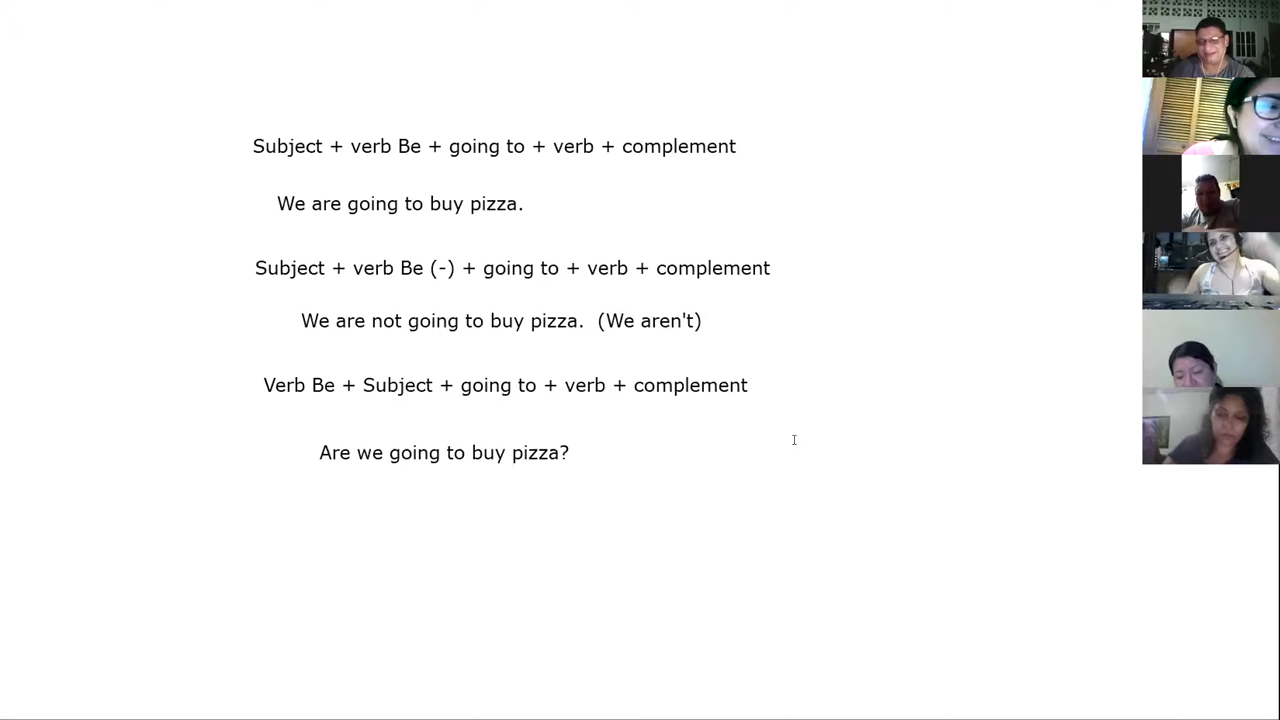 Subject + verb Be + going to + verb + complement
We are going to buy pizza.
Subject + verb Be (-) + going to + verb + complement
We are not going to buy pizza.  (We aren't)
Verb Be + Subject + going to + verb + complement
Are we going to buy pizza?